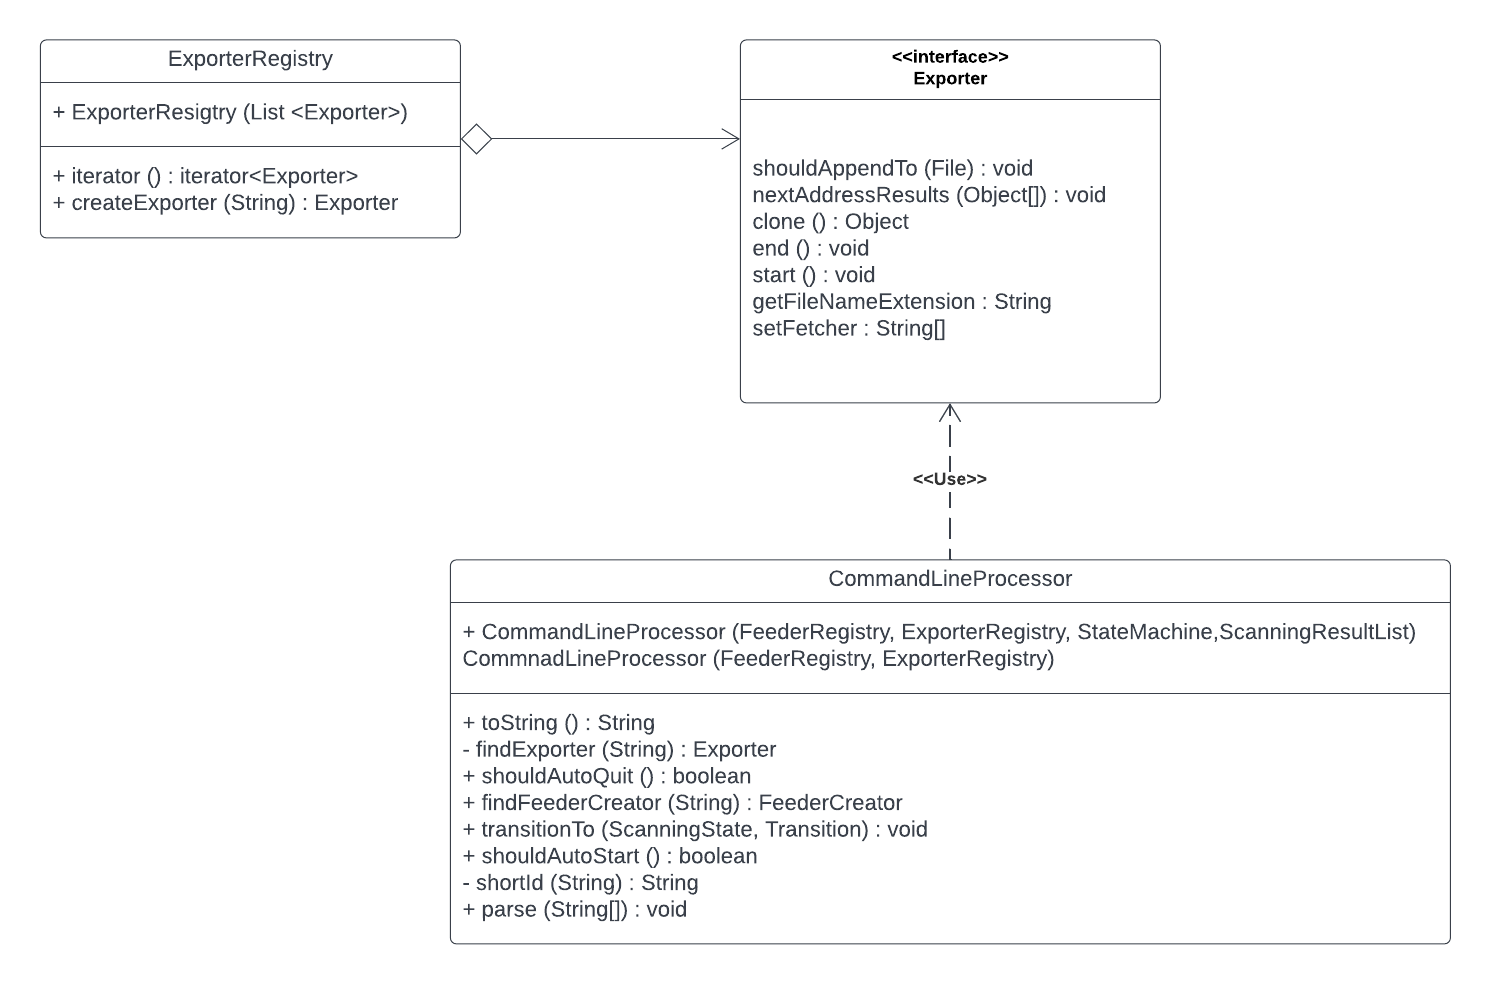 ExporterRegistry
+ ExporterResigtry (List <Exporter>)
+ iterator () : iterator<Exporter>
+ createExporter (String) : Exporter
<<interface>>
Exporter
shouldAppendTo (File) : void
nextAddressResults (Object[]) : void
clone () : Object
end () : void
start () : void
getFileNameExtension : String
setFetcher : String[]
<<Use>>
CommandLineProcessor
+ CommandLineProcessor (FeederRegistry, ExporterRegistry, StateMachine,ScanningResultList)
CommnadLineProcessor (FeederRegistry, ExporterRegistry)
+ toString () : String
- findExporter (String) : Exporter
+ shouldAutoQuit () : boolean
+ findFeederCreator (String) : FeederCreator
+ transitionTo (ScanningState, Transition) : void
+ shouldAutoStart () : boolean
- shortId (String) : String
+ parse (String[]) : void